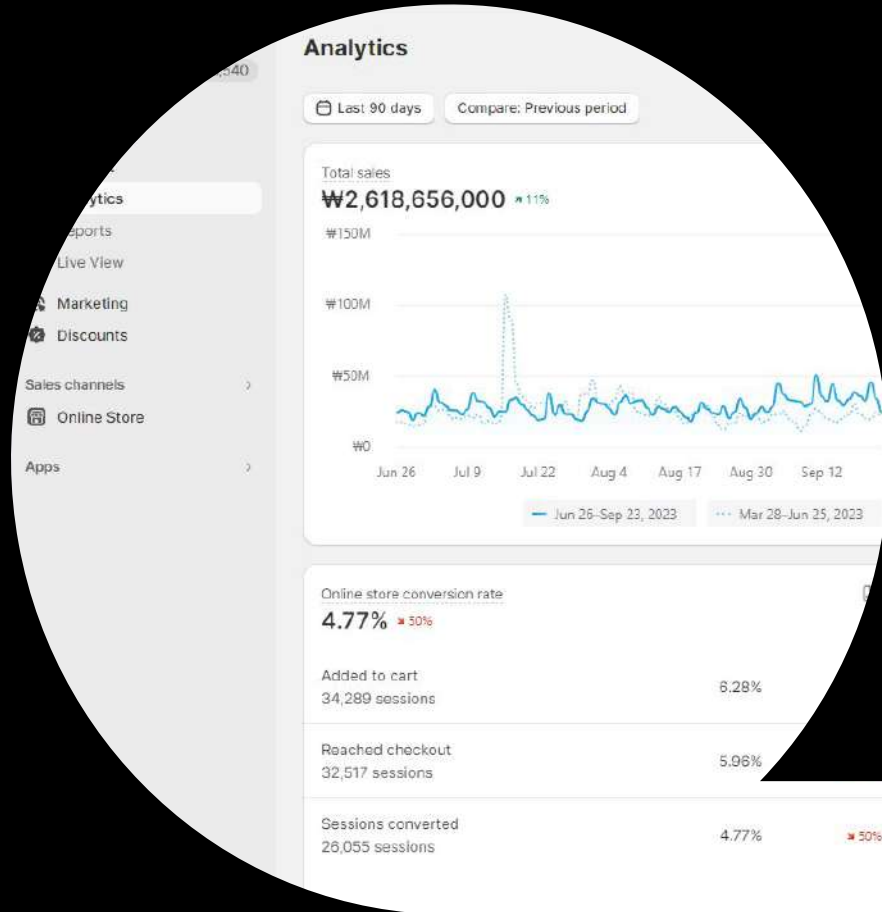 Analytics
,540
Last 90 days
Compare: Previous period
Total sales
₩2,618,656,000 11%
₩150M
₩100M
₩50M
₩0
Jun 26 Jul 9 Jul 22 Aug 4 Aug 17 Aug 30 Sep 12
Jun 26–Sep 23, 2023 Mar 28–Jun 25, 2023
ytics
eports
Live View
Marketing
Discounts
Sales channels
Online Store
Apps
Online store conversion rate
4.77% 50%
Added to cart
34,289 sessions
6.28%
Reached checkout
32,517 sessions
5.96%
Sessions converted
26,055 sessions
4.77% 50%